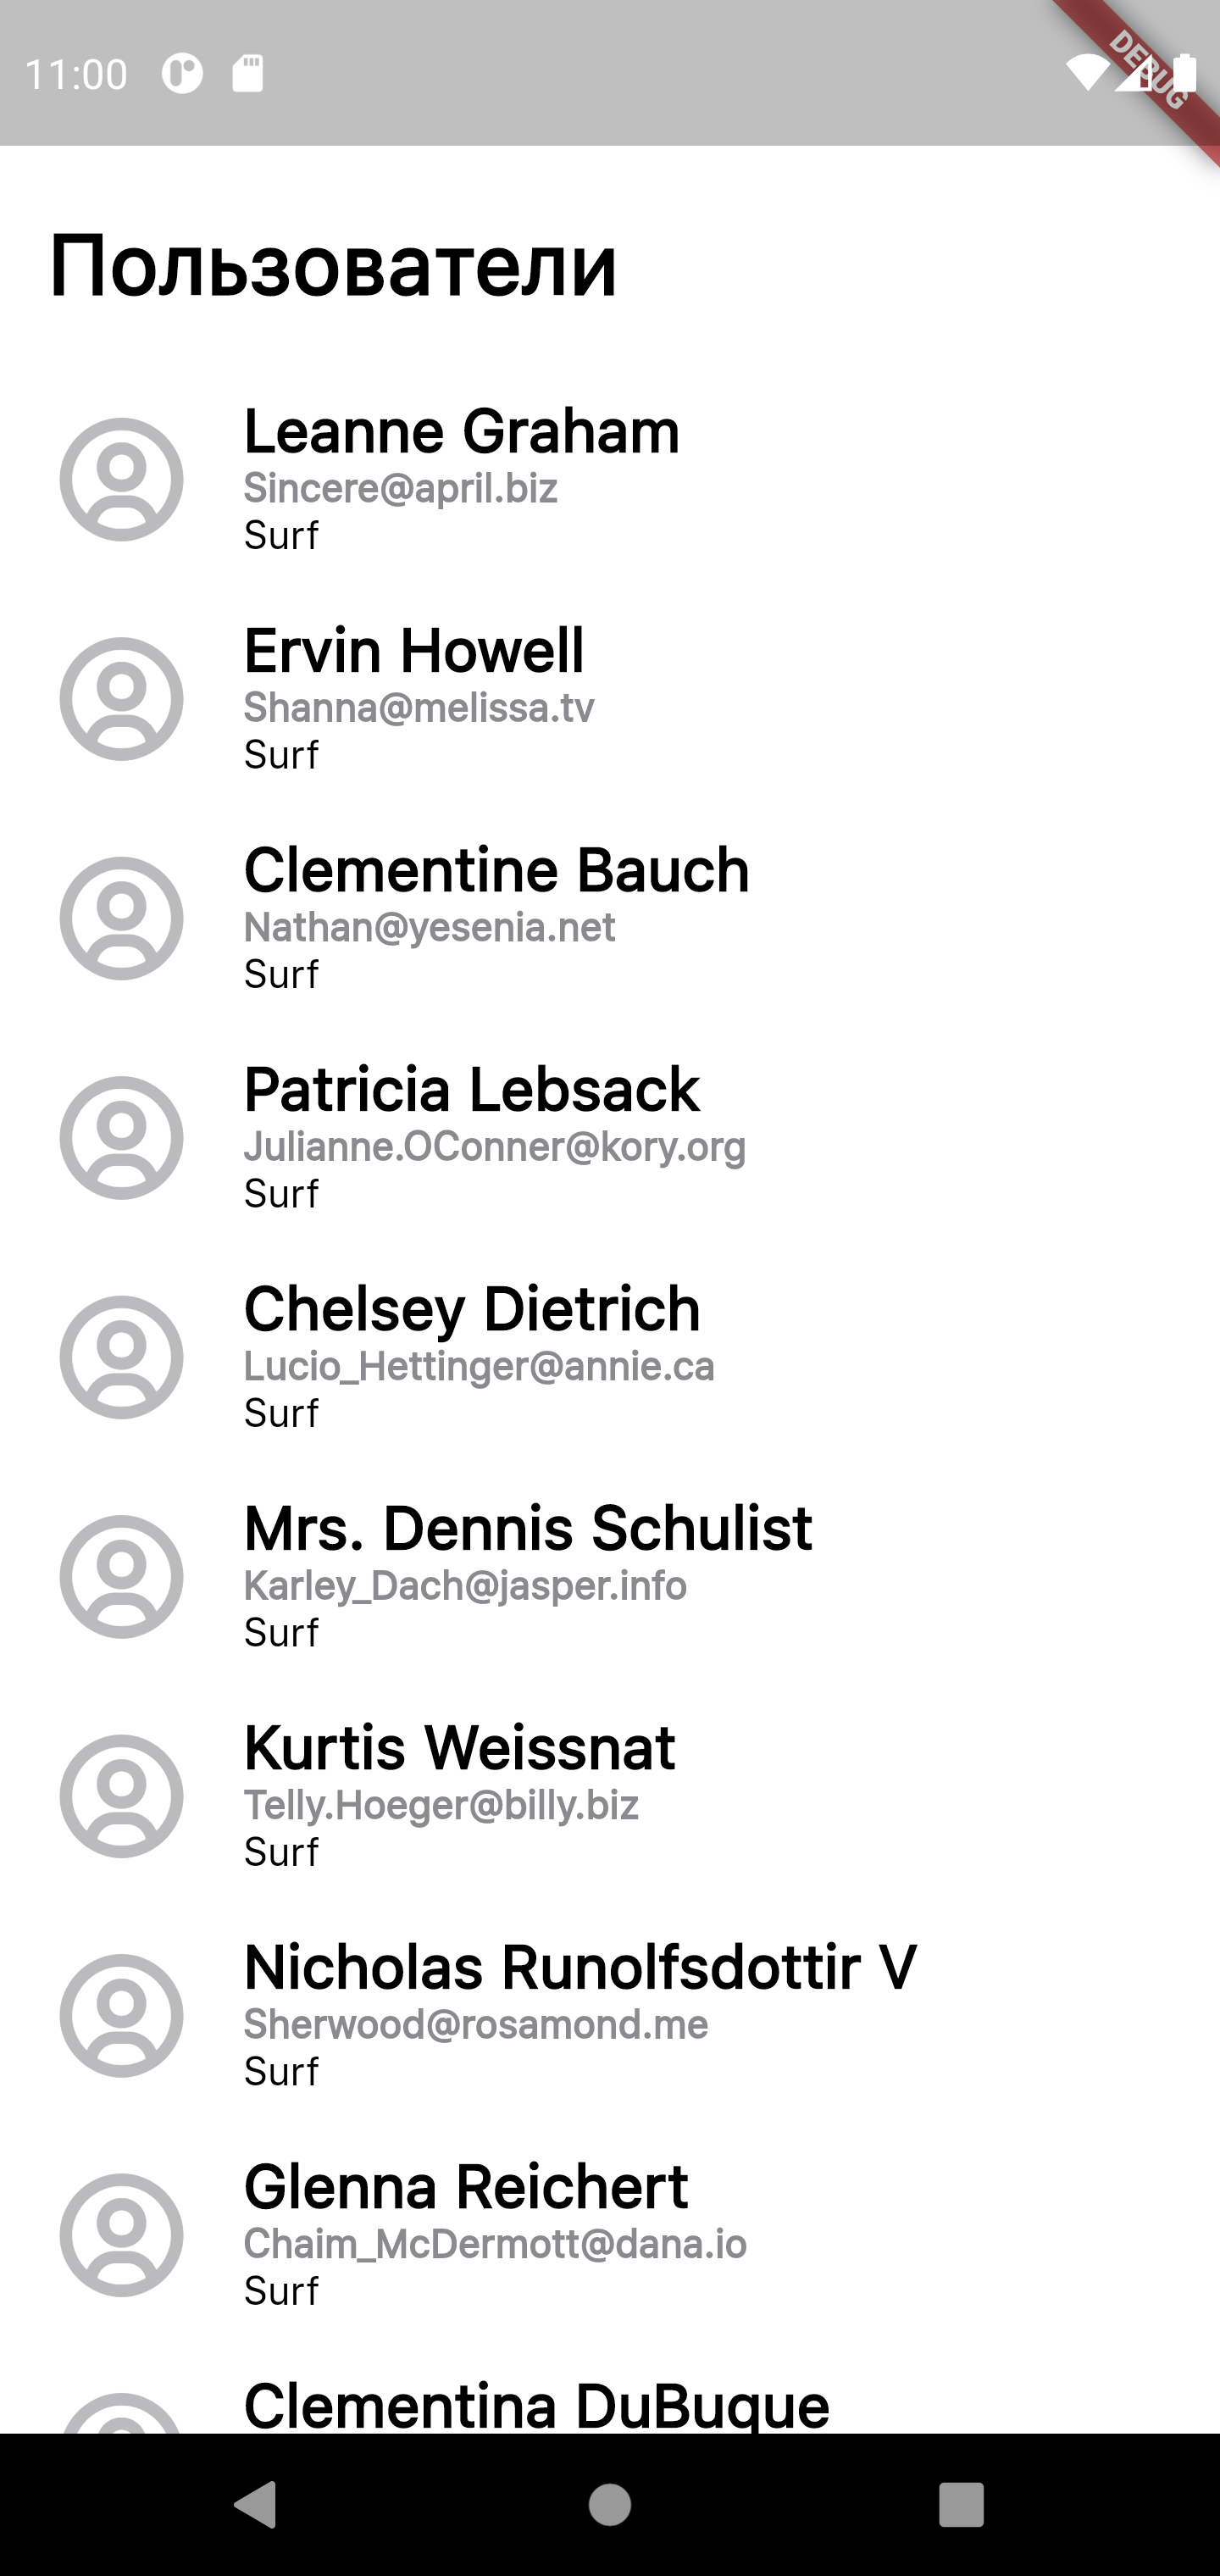 11:00
DEBUG
Пользователи
Leanne Graham
Sincere@april.biz
Surf
Ervin Howell
Shanna@melissa.tv
Surf
Clementine Bauch
Nathan@yesenia.net
Surf
Patricia Lebsack
Julianne.OConner@kory.org
Surf
Chelsey Dietrich
Lucio_Hettinger@annie.ca
Surf
Mrs. Dennis Schulist
Karley_Dach@jasper.info
Surf
Kurtis Weissnat
Telly.Hoeger@billy.biz
Surf
Nicholas Runolfsdottir V
Sherwood@rosamond.me
Surf
Glenna Reichert
Chaim_McDermott@dana.io
Surf
Clementina DuBuque